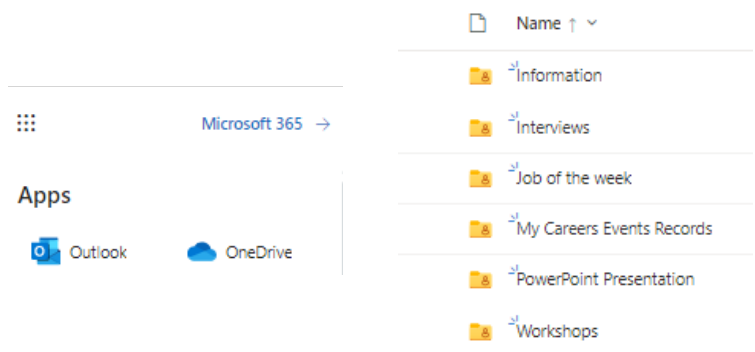 Microsoft 365 →
Apps
Outlook
OneDrive
Name ↑
Information
Interviews
Job of the week
My Careers Events Records
PowerPoint Presentation
Workshops